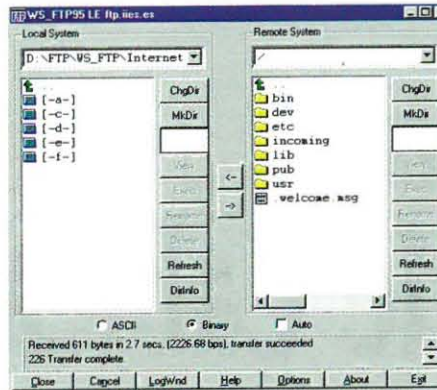 WS_FTP95 LE ftp.iies.es
Local System
D:\FTP\WS_FTP\Internet
..
[-a-]
[-c-]
[-d-]
[-e-]
[-f-]
ChgDir
MkDir
View
Exec
Rename
Delete
Refresh
DirInfo
<-
->
Remote System
/
..
bin
dev
etc
incoming
lib
pub
usr
.welcome.msg
ChgDir
MkDir
View
Exec
Rename
Delete
Refresh
DirInfo
ASCII
Binary
Auto
Received 611 bytes in 2.7 secs, (2226.68 bps), transfer succeeded
226 Transfer complete.
Close
Cancel
LogWnd
Help
Options
About
Exit